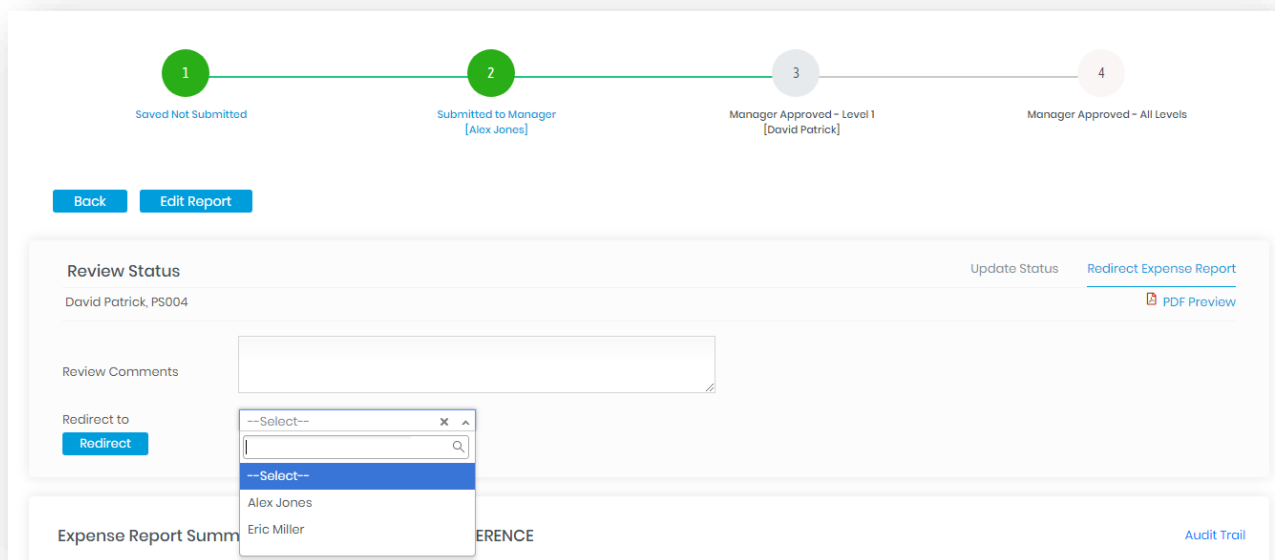 1
2
3
4
Saved Not Submitted
Submitted to Manager
[Alex Jones]
Manager Approved - Level 1
[David Patrick]
Manager Approved - All Levels
Back
Edit Report
Review Status
Update Status
Redirect Expense Report
David Patrick, PS004
PDF Preview
Review Comments
Redirect to
--Select--
Redirect
--Select--
Alex Jones
Eric Miller
Expense Report Summ
ERENCE
Audit Trail